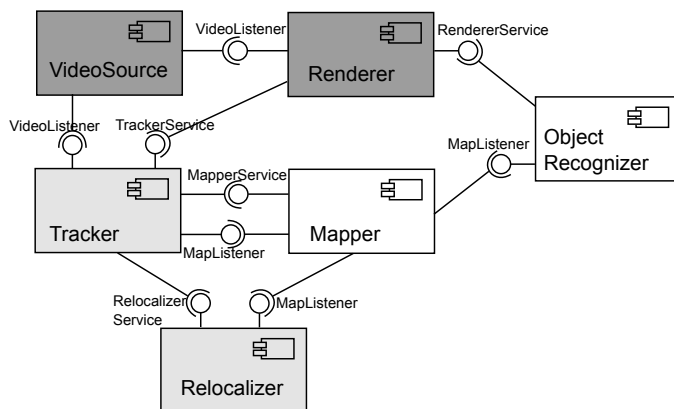 VideoListener
RendererService
VideoSource
Renderer
VideoListener
TrackerService
MapListener
Object
Recognizer
MapperService
Tracker
Mapper
MapListener
Relocalizer
Service
MapListener
Relocalizer